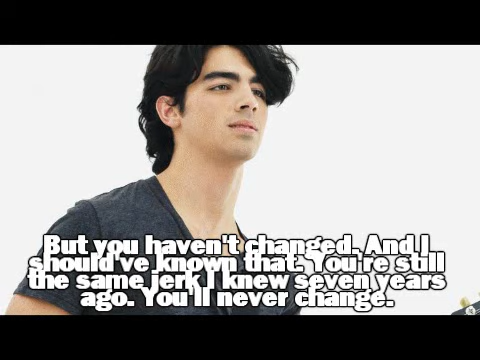 But you haven't changed. And I
should've known that. You're still
the same jerk I knew seven years
ago. You'll never change.